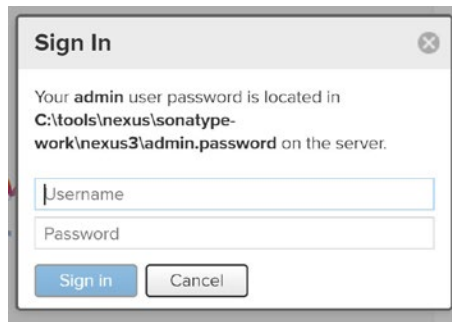 Sign In
Your admin user password is located in
C:\tools\nexus\sonatype-
work\nexus3\admin.password on the server.
Username
Password
Sign in
Cancel